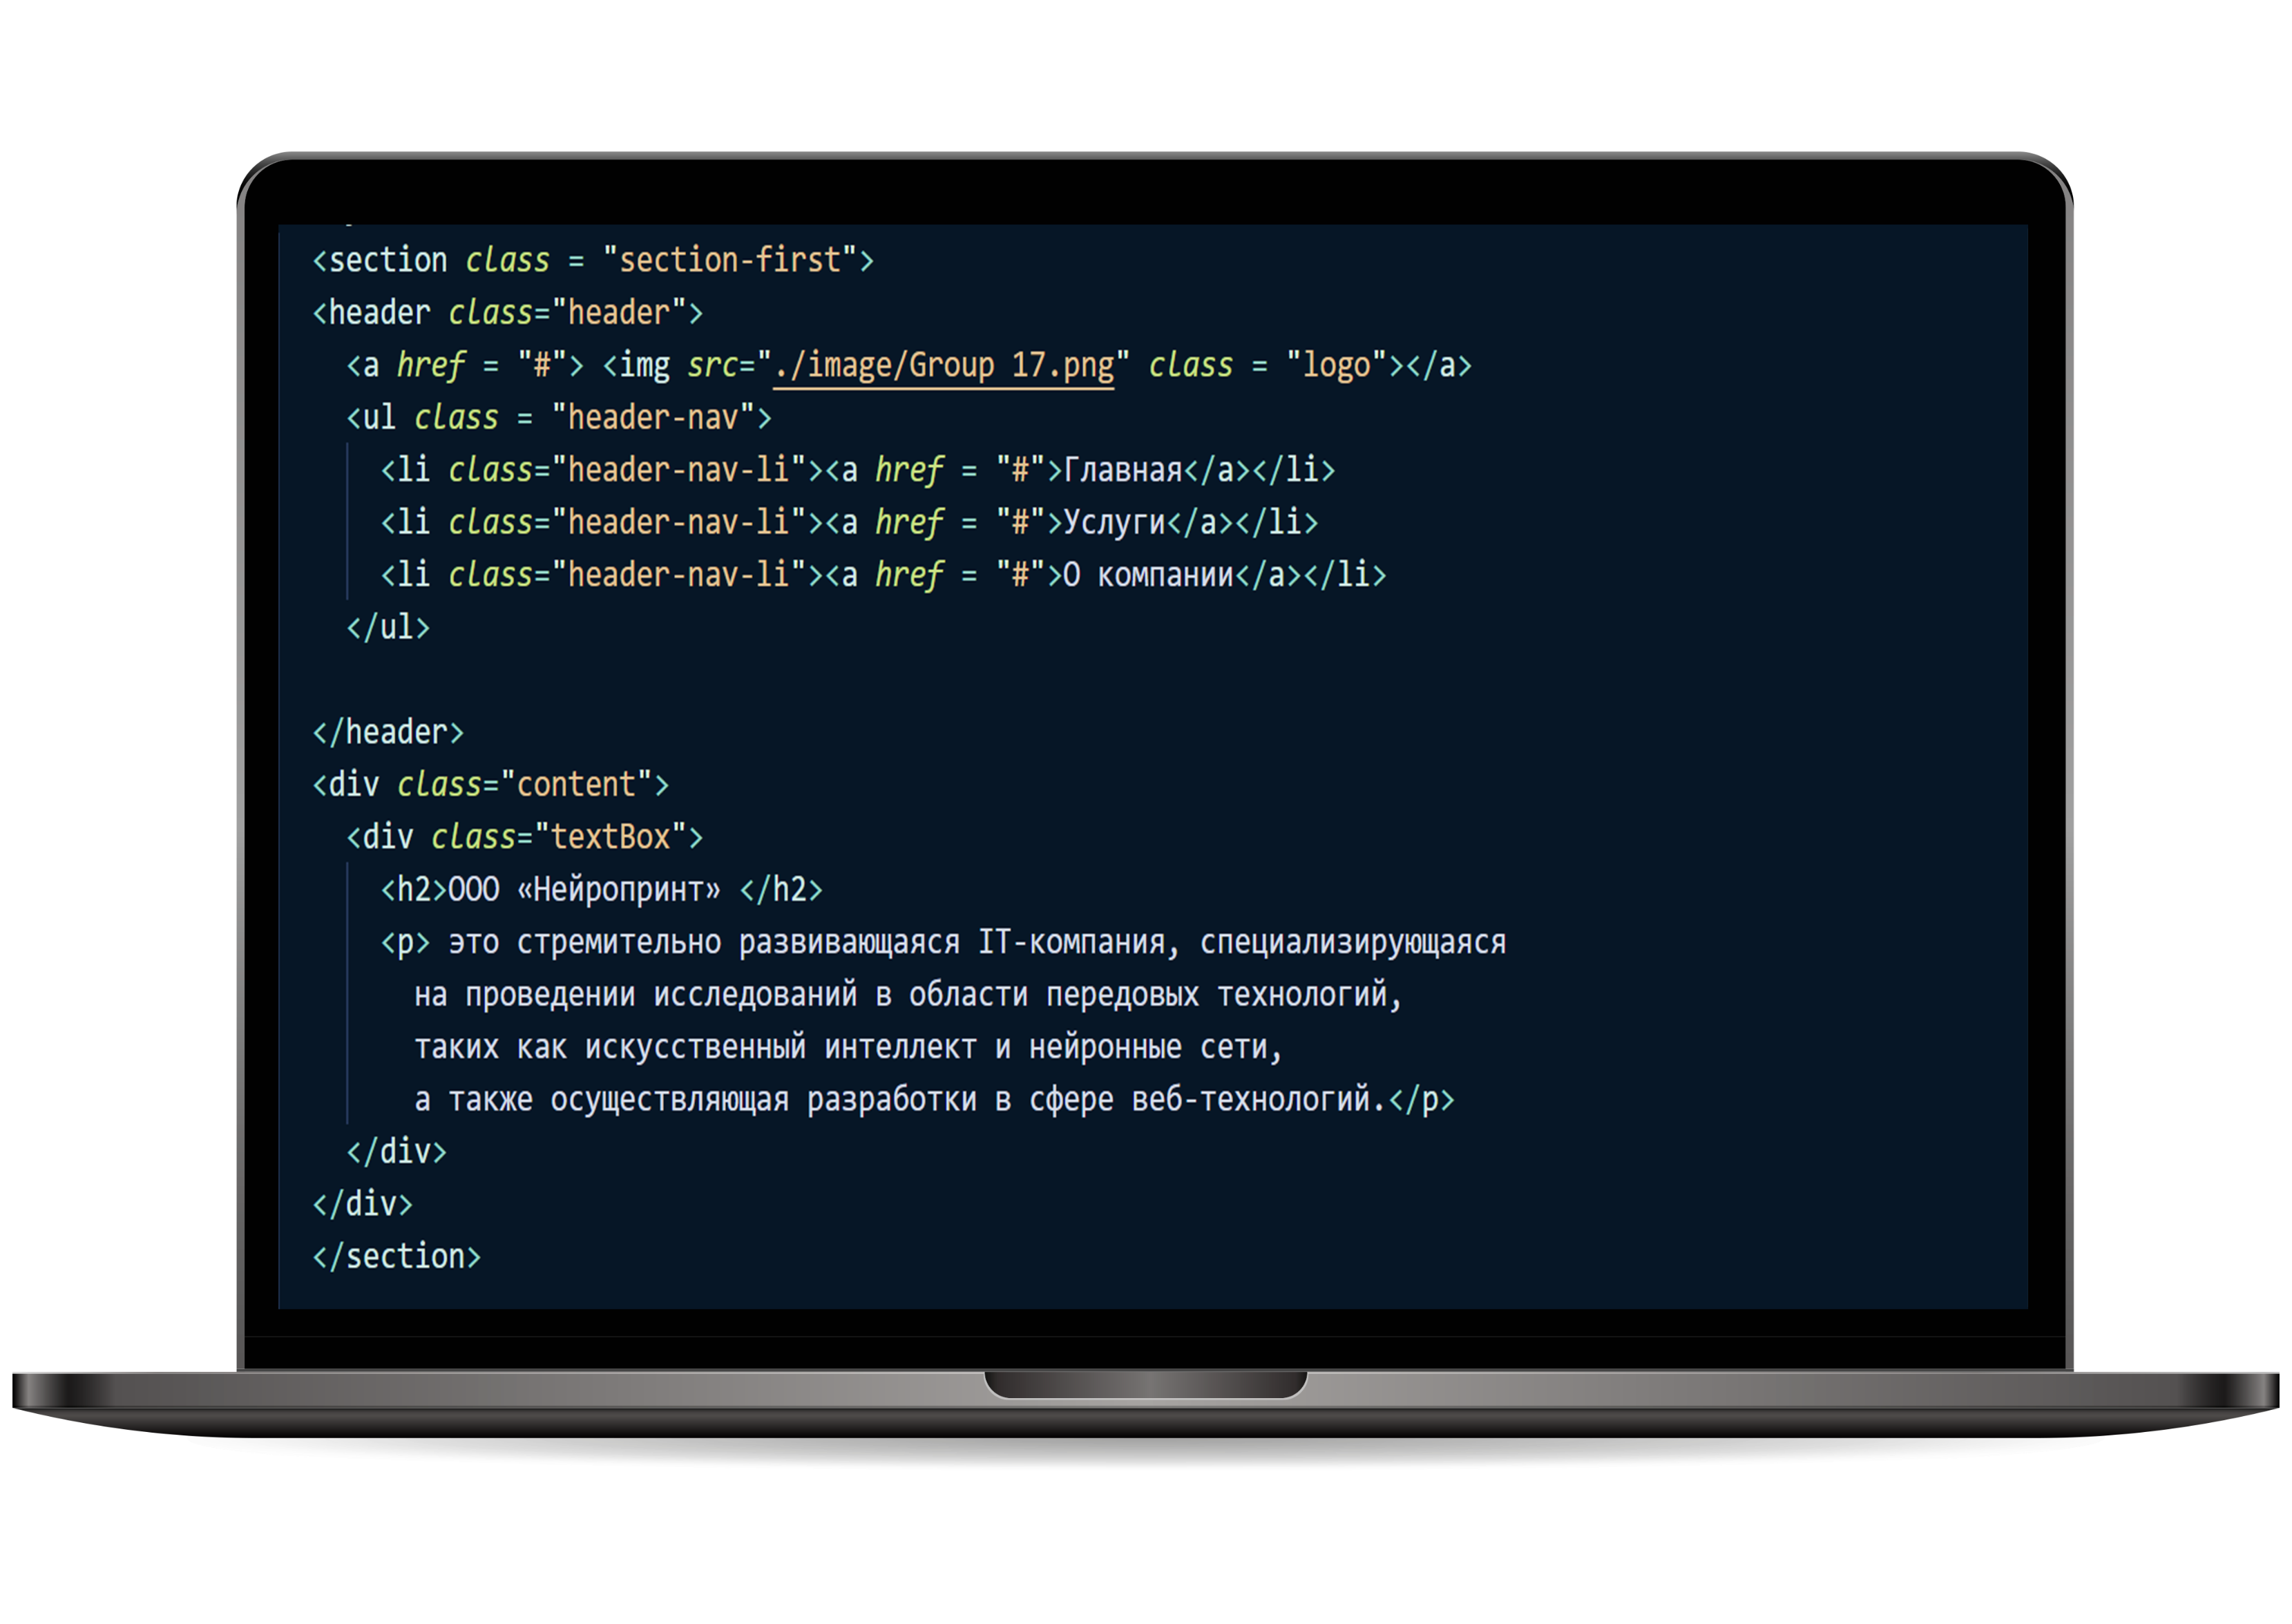 <section class = "section-first">
<header class="header">
<a href = "#"> <img src="./image/Group 17.png" class = "logo"></a>
<ul class = "header-nav">
<li class="header-nav-li"><a href = "#">Главная</a></li>
<li class="header-nav-li"><a href = "#">Услуги</a></li>
<li class="header-nav-li"><a href = "#">О компании</a></li>
</ul>
</header>
<div class="content">
<div class="textBox">
<h2>ООО «Нейропринт» </h2>
<p> это стремительно развивающаяся IT-компания, специализирующаяся
на проведении исследований в области передовых технологий,
таких как искусственный интеллект и нейронные сети,
а также осуществляющая разработки в сфере веб-технологий.</p>
</div>
</div>
</section>